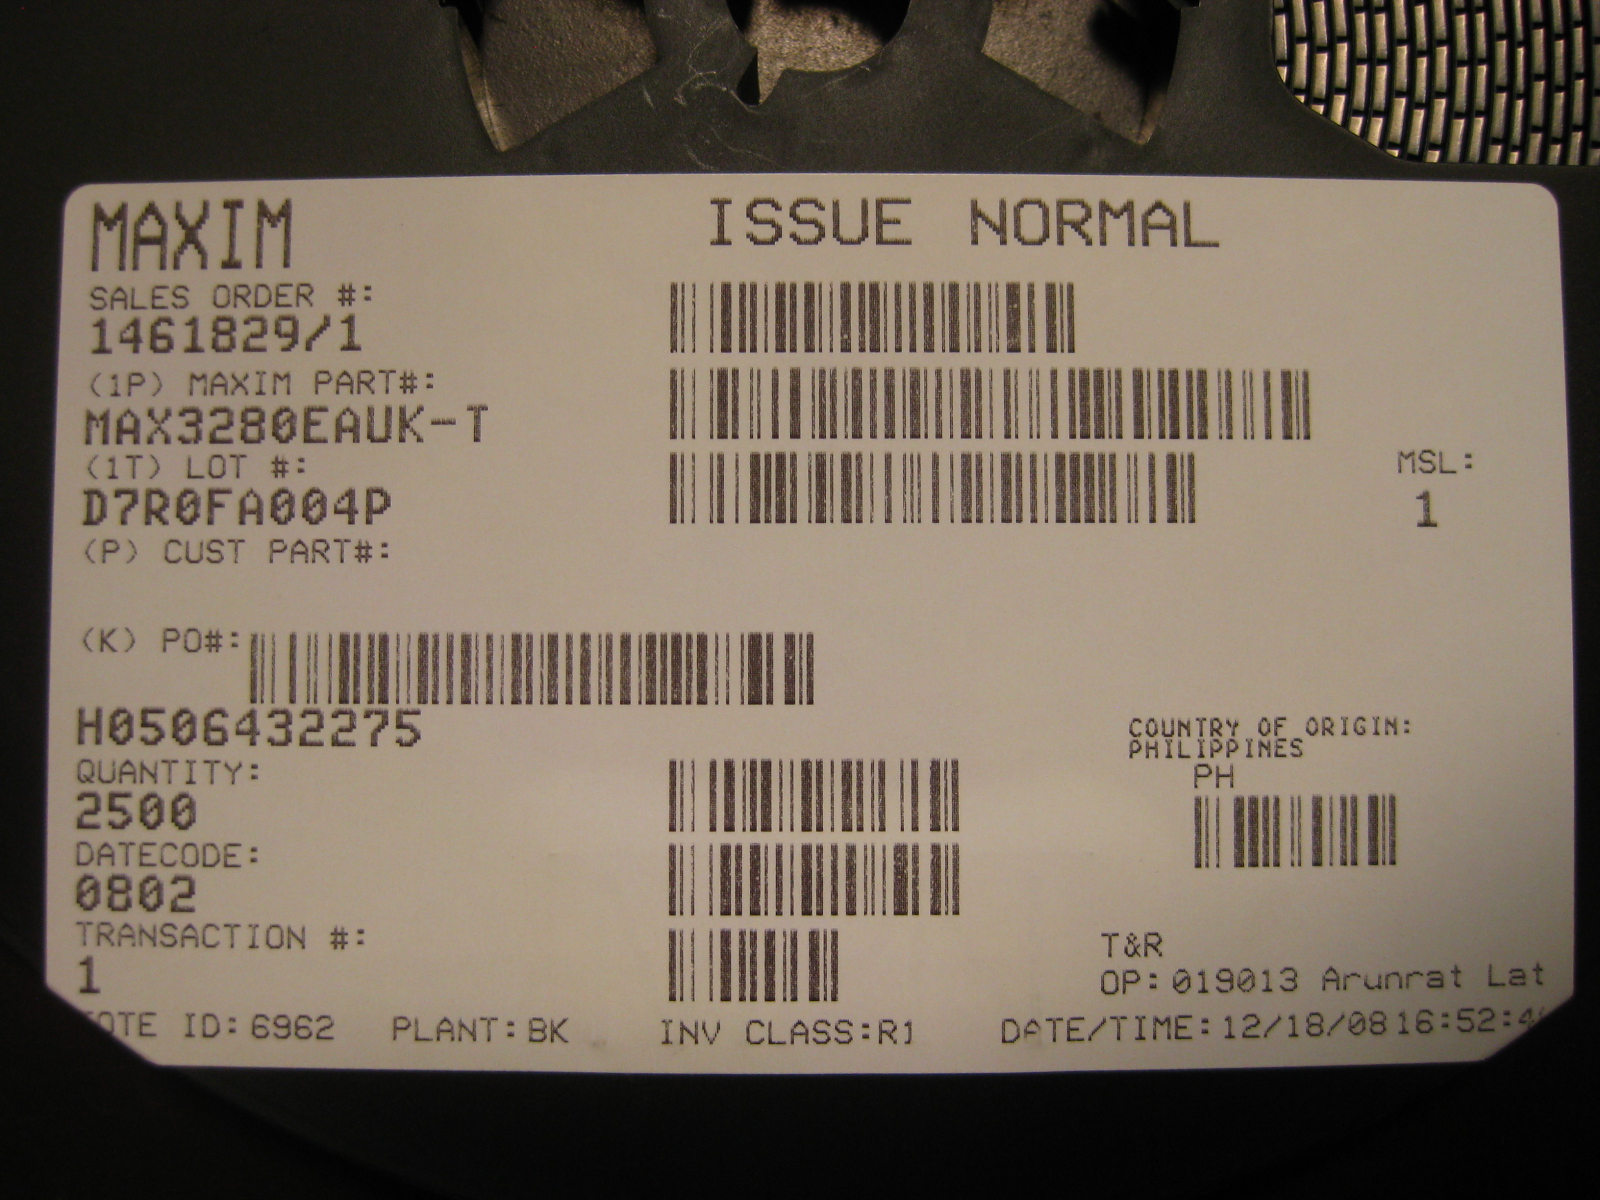 MAXIM
ISSUE NORMAL
SALES ORDER #:
1461829/1
(1P) MAXIM PART#:
MAX3280EAUK-T
(1T) LOT #:
D7R0FA004P
MSL:
1
(P) CUST PART#:
(K) PO#:
H0506432275
QUANTITY:
2500
COUNTRY OF ORIGIN:
PHILIPPINES
PH
DATECODE:
0802
TRANSACTION #:
1
T&R
OP:019013 Arunrat Lat
ID:6962 PLANT:BK INV CLASS:R1 DATE/TIME:12/18/08 16:52: